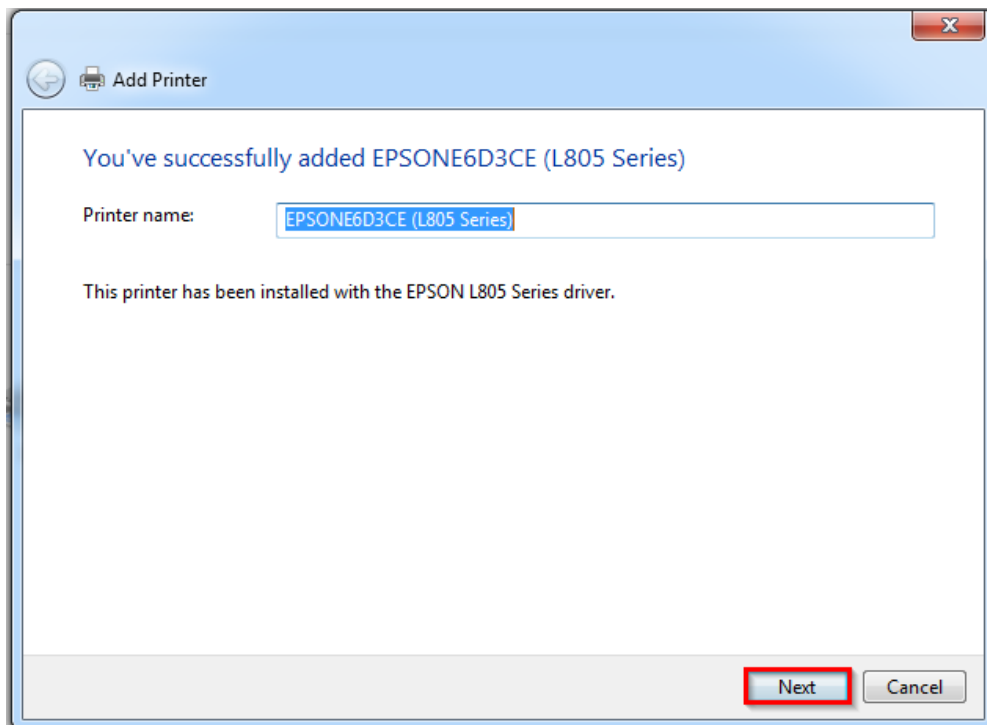 Add Printer
You've successfully added EPSONE6D3CE (L805 Series)
Printer name:
EPSONE6D3CE (L805 Series)
This printer has been installed with the EPSON L805 Series driver.
Next
Cancel